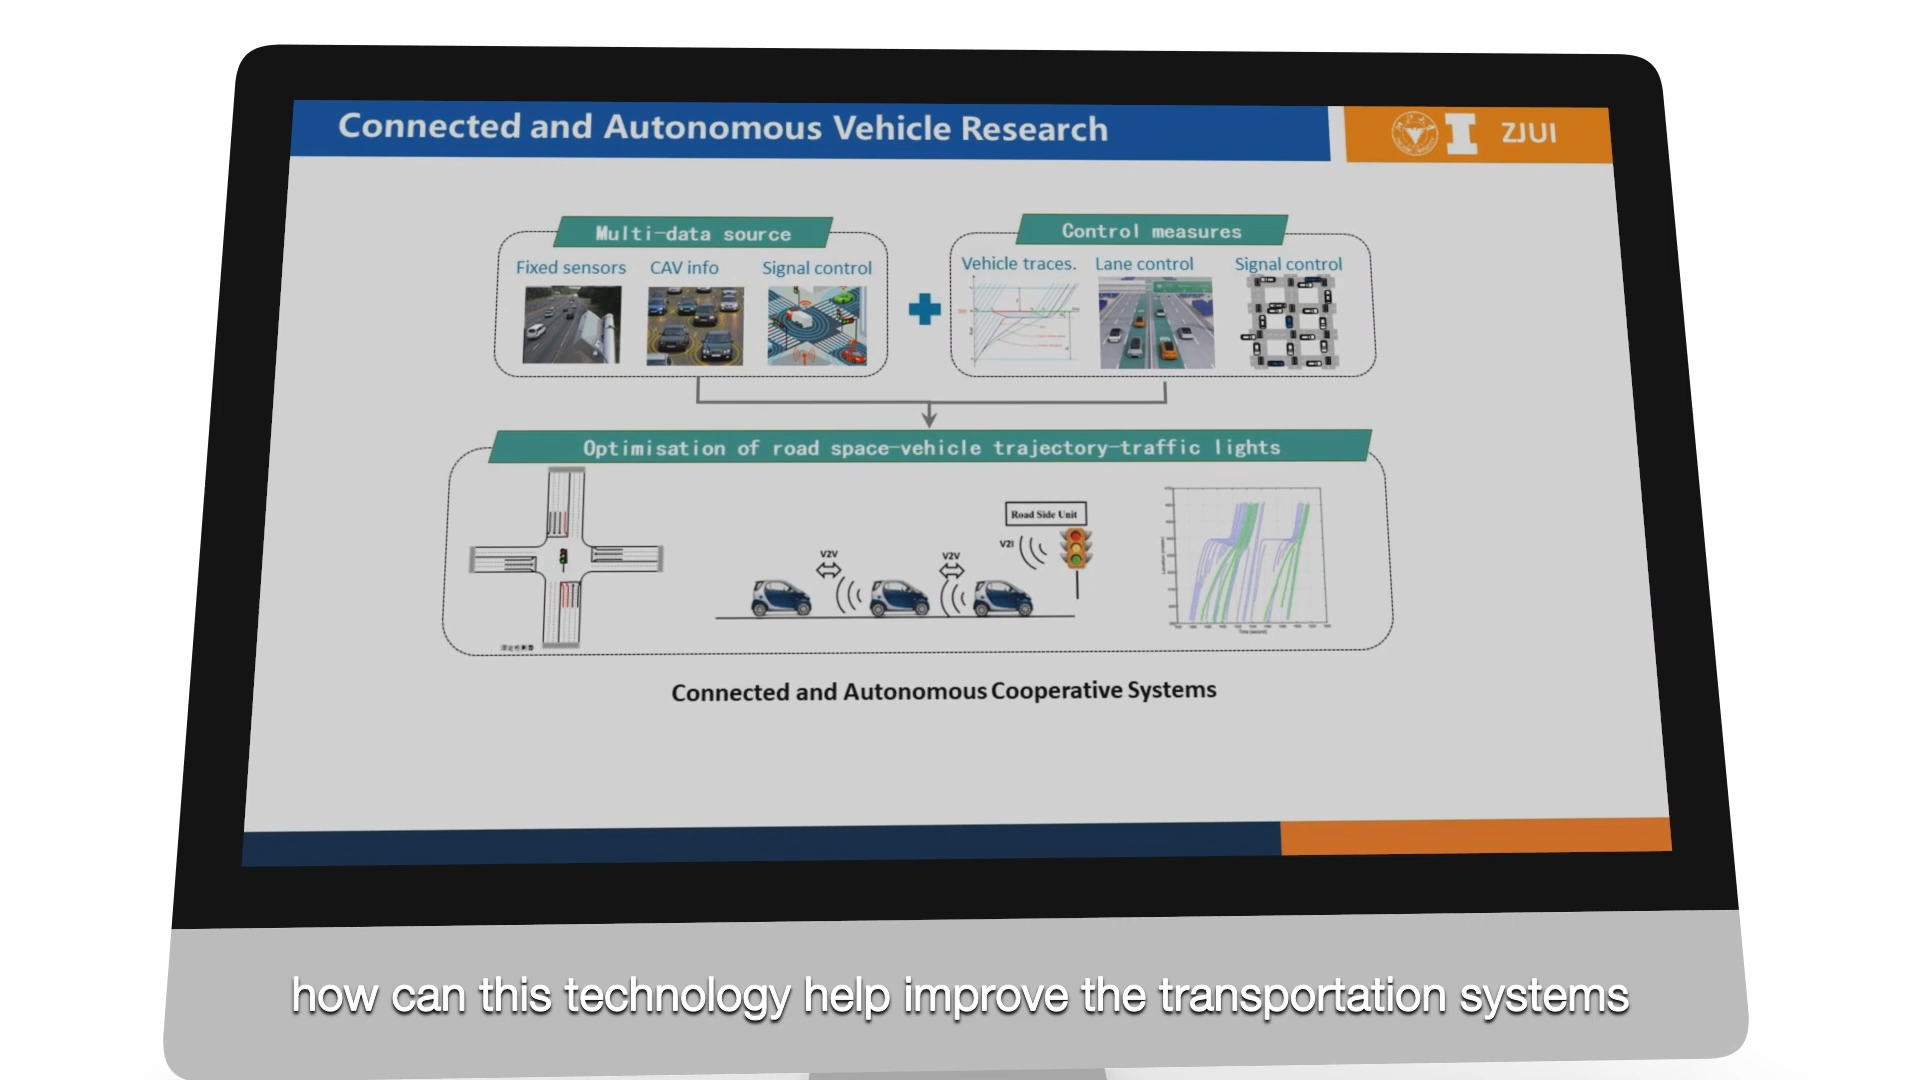 Connected and Autonomous Vehicle Research
ZJUI
Multi-data source
Control measures
Fixed sensors
CAV info
Signal control
Vehicle traces.
Lane control
Signal control
Optimisation of road space-vehicle trajectory-traffic lights
Road Side Unit
V2V
V2V
V2I
Time (second)
Connected and Autonomous Cooperative Systems
how can this technology help improve the transportation systems